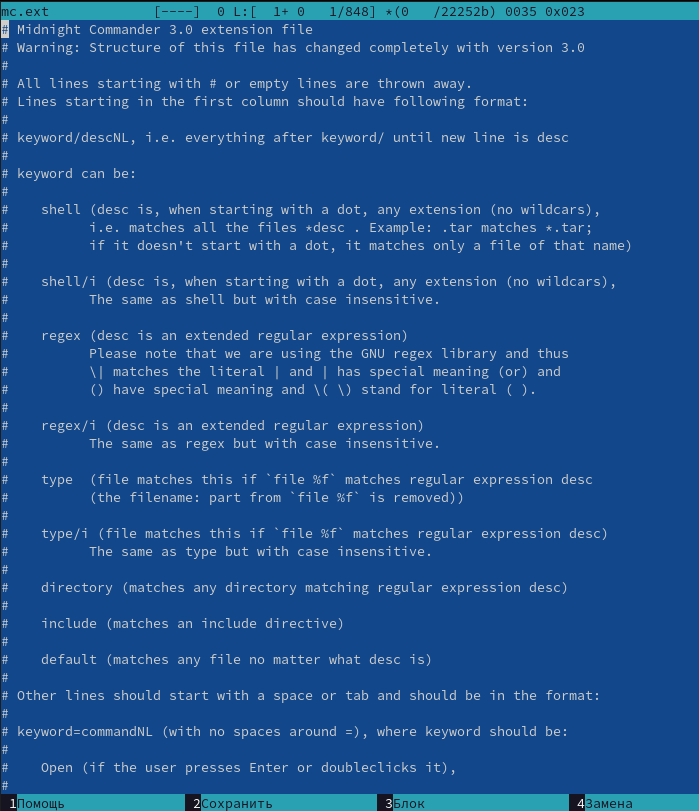 mc.ext [----] 0 L:[ 1+ 0 1/848] *(0 /22252b) 0035 0x023
# Midnight Commander 3.0 extension file
# Warning: Structure of this file has changed completely with version 3.0
#
# All lines starting with # or empty lines are thrown away.
# Lines starting in the first column should have following format:
#
# keyword/descNL, i.e. everything after keyword/ until new line is desc
#
# keyword can be:
#
#    shell (desc is, when starting with a dot, any extension (no wildcars),
#          i.e. matches all the files *desc . Example: .tar matches *.tar;
#          if it doesn't start with a dot, it matches only a file of that name)
#
#    shell/i (desc is, when starting with a dot, any extension (no wildcars),
#          The same as shell but with case insensitive.
#
#    regex (desc is an extended regular expression)
#          Please note that we are using the GNU regex library and thus
#          \| matches the literal | and | has special meaning (or) and
#          () have special meaning and \( \) stand for literal ( ).
#
#    regex/i (desc is an extended regular expression)
#          The same as regex but with case insensitive.
#
#    type  (file matches this if `file %f` matches regular expression desc
#          (the filename: part from `file %f` is removed))
#
#    type/i (file matches this if `file %f` matches regular expression desc)
#          The same as type but with case insensitive.
#
#    directory (matches any directory matching regular expression desc)
#
#    include (matches an include directive)
#
#    default (matches any file no matter what desc is)
#
# Other lines should start with a space or tab and should be in the format:
#
# keyword=commandNL (with no spaces around =), where keyword should be:
#
#    Open (if the user presses Enter or doubleclicks it),
#
1Помощь 2Сохранить 3Блок 4Замена